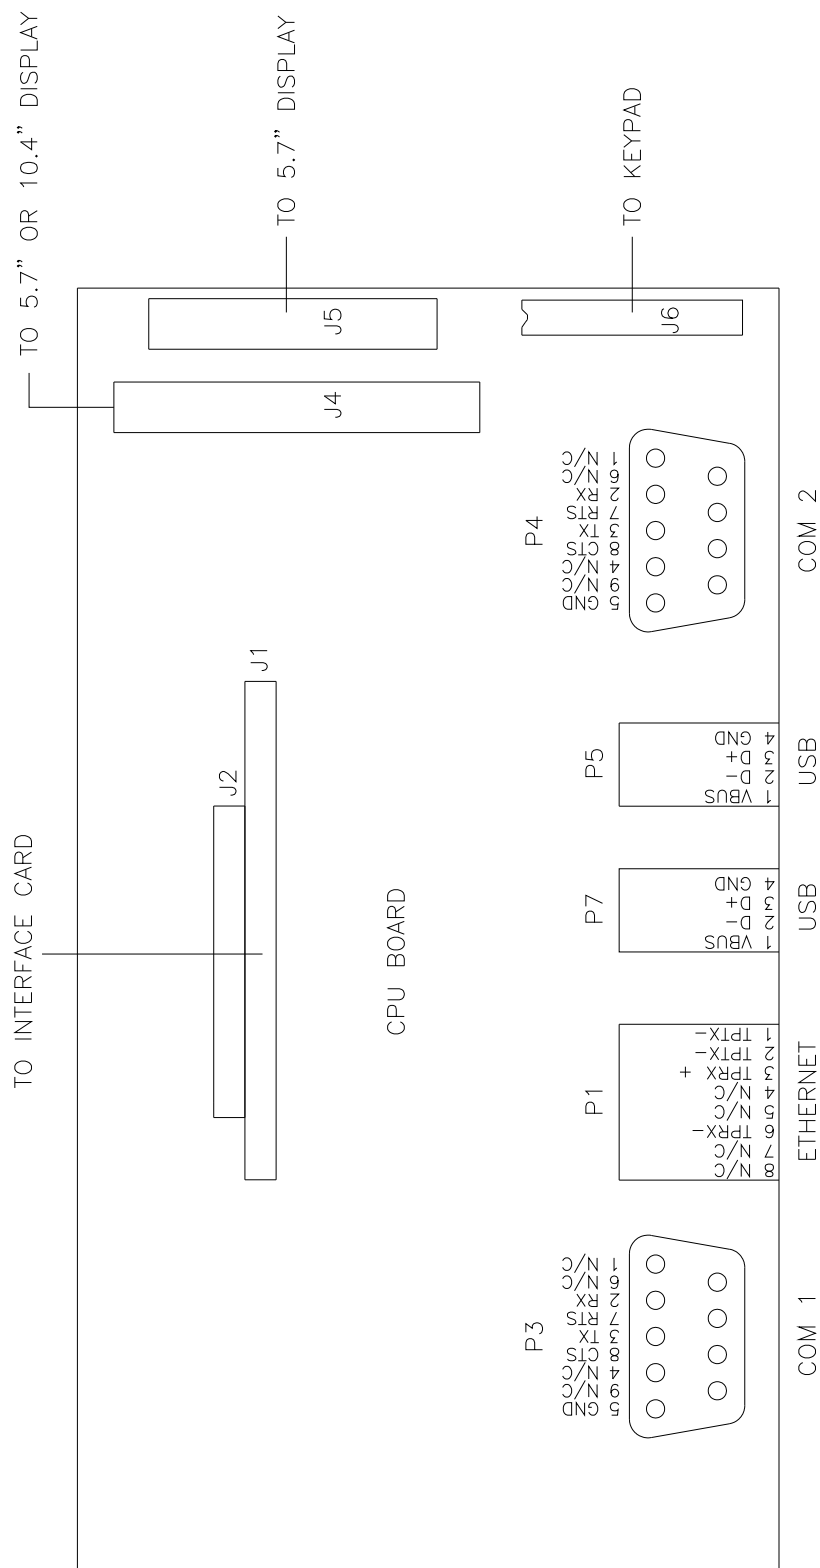 TO 5.7" OR 10.4" DISPLAY
TO 5.7" DISPLAY
TO KEYPAD
J5
J4
J6
TO INTERFACE CARD
J2
J1
CPU BOARD
P3
5 GND
9 N/C
4 N/C
8 CTS
3 TX
7 RTS
2 RX
6 N/C
1 N/C
COM 1
P1
8 N/C
7 N/C
6 TPRX-
5 N/C
4 N/C
3 TPRX +
2 TPTX-
1 TPTX-
ETHERNET
P7
1 VBUS
2 D-
3 D+
4 GND
USB
P5
1 VBUS
2 D-
3 D+
4 GND
USB
P4
5 GND
9 N/C
4 N/C
8 CTS
3 TX
7 RTS
2 RX
6 N/C
1 N/C
COM 2